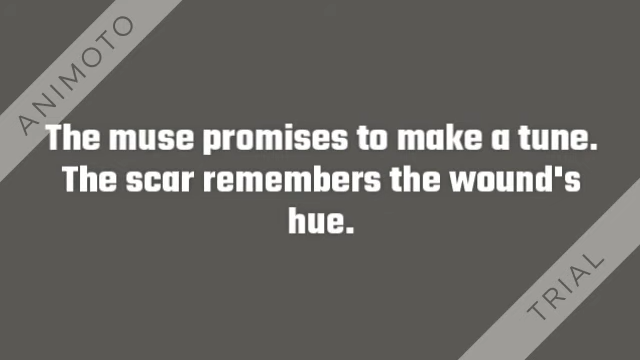 ANIMOTO
The muse promises to make a tune.
The scar remembers the wound's
hue.
TRIAL